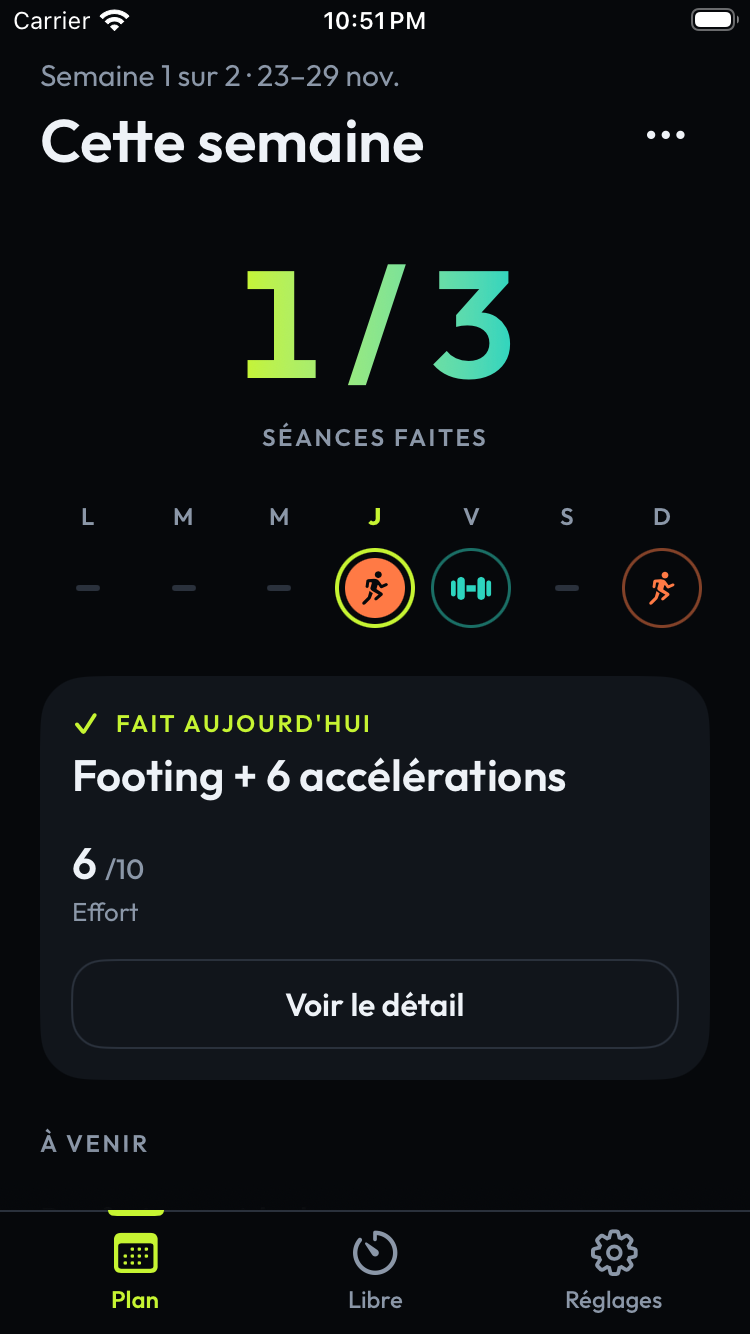 Carrier 10:51 PM
Semaine 1 sur 2 · 23–29 nov.
Cette semaine
1/3
SÉANCES FAITES
L M M J V S D
FAIT AUJOURD'HUI
Footing + 6 accélérations
6 /10
Effort
Voir le détail
À VENIR
Plan Libre Réglages